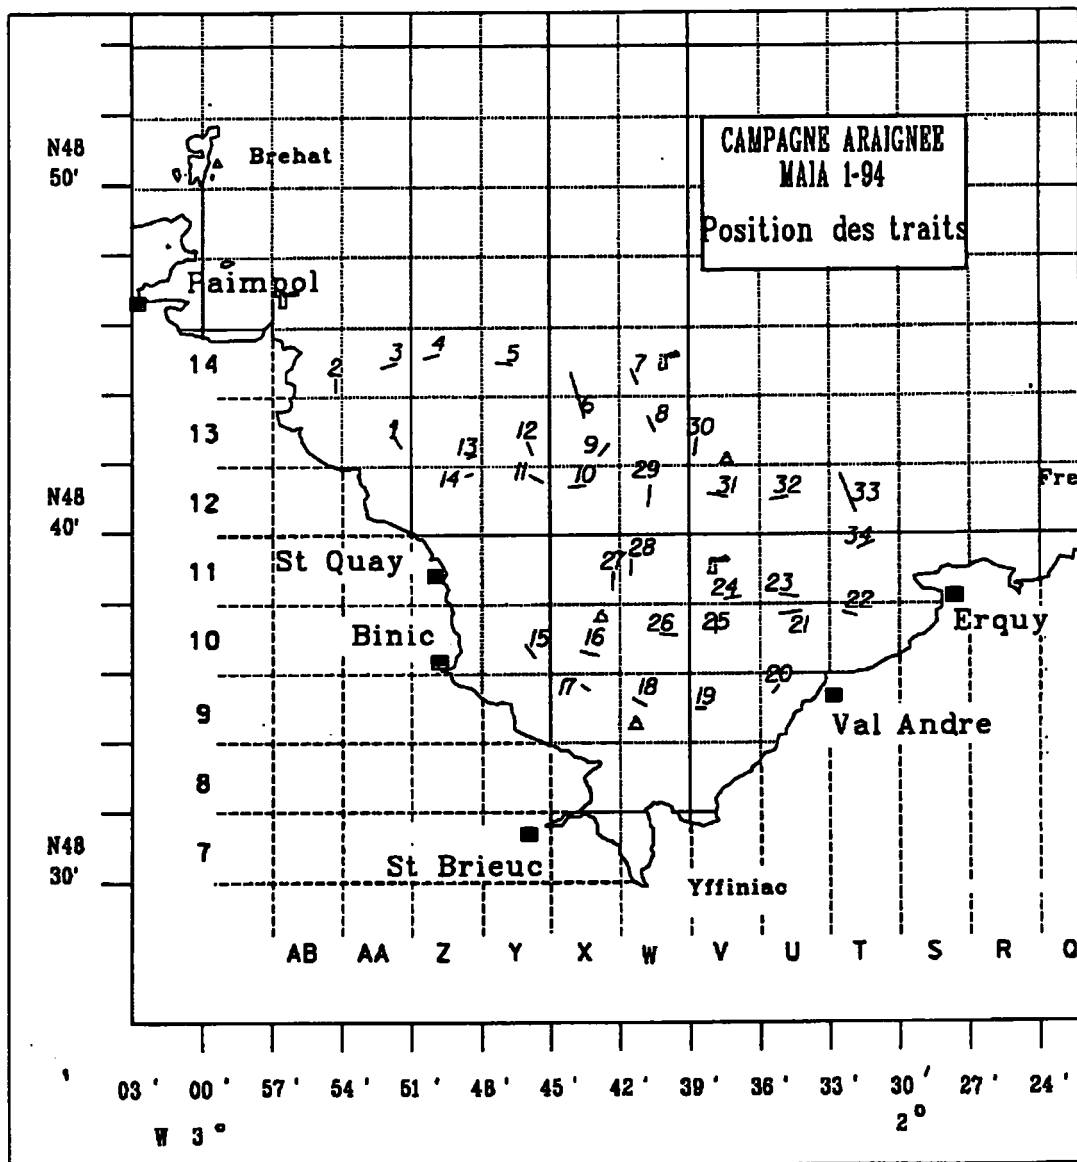 CAMPAGNE ARAIGNEE
MAIA 1-94
Position des traits
N48
50'
Brehat
Paimpol
14
2
3
4
5
7
6
8
13
1
13
12
9
30
14
11
10
29
N48
40'
12
31
32
33
Fre
34
St Quay
11
27
28
24
23
22
Erquy
Binic
10
15
16
26
25
21
9
17
18
19
20
Val Andre
8
N48
30'
7
St Brieuc
Yffiniac
AB AA Z Y X W V U T S R Q
03' 00' 57 54' 51' 48' 45' 42' 39' 36' 33' 30' 27' 24'
W 3° 2°